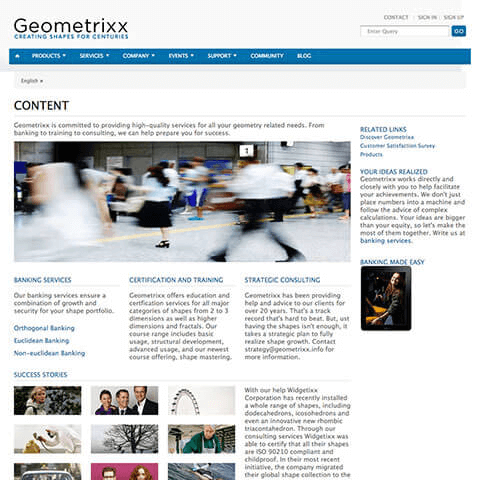 Geometrixx
CREATING SHAPES FOR CENTURIES
CONTACT | SIGN IN | SIGN UP
Enter Query
GO
PRODUCTS SERVICES COMPANY EVENTS SUPPORT COMMUNITY BLOG
English
CONTENT
Geometrixx is committed to providing high-quality services for all your geometry related needs. From
banking to training to consulting, we can help prepare you for success.
1
BANKING SERVICES
Our banking services ensure a
combination of growth and
security for your shape portfolio.
Orthogonal Banking
Euclidean Banking
Non-euclidean Banking
CERTIFICATION AND TRAINING
Geometrixx offers education and
certfication services for all major
categories of shapes from 2 to 3
dimensions as well as higher
dimensions and fractals. Our
course range includes basic
usage, structural development,
advanced usage, and our newest
course offering, shape mastering.
STRATEGIC CONSULTING
Geometrixx has been providing
help and advice to our clients for
over 20 years. That's a track
record that's hard to beat. But, just
having the shapes isn't enough, it
takes a strategic plan to fully
realize shape growth. Contact
strategy@geometrixx.info for
more information.
SUCCESS STORIES
With our help Widgetixx
Corporation has recently installed
a whole range of shapes, including
dodecahedrons, icosohedrons and
even an innovative new rhombic
triacontahedron. Through our
consulting services Widgetixx was
able to certify that all their shapes
are ISO 90210 compliant and
childproof. In their most recent
initiative, the company migrated
their global shape collection to the
RELATED LINKS
Discover Geometrixx
Customer Satisfaction Survey
Products
YOUR IDEAS REALIZED
Geometrixx works directly and
closely with you to help facilitate
your achievements. We don't just
place numbers into a machine and
follow the advice of complex
calculations. Your ideas are bigger
than your equity, so let's make the
most of them together. Write us at
banking services.
BANKING MADE EASY